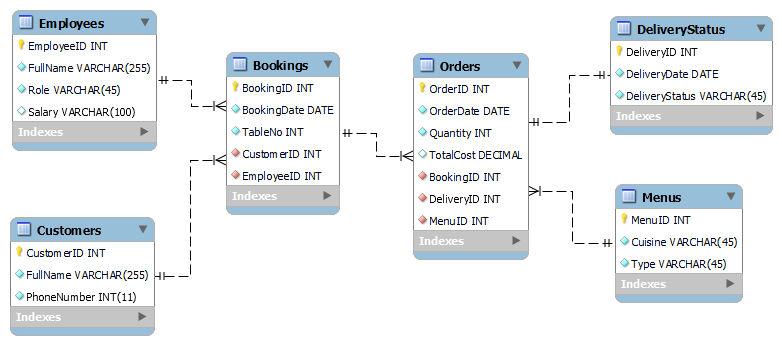 Employees
EmployeeID INT
FullName VARCHAR(255)
Role VARCHAR(45)
Salary VARCHAR(100)
Indexes
Customers
CustomerID INT
FullName VARCHAR(255)
PhoneNumber INT(11)
Indexes
Bookings
BookingID INT
BookingDate DATE
TableNo INT
CustomerID INT
EmployeeID INT
Indexes
Orders
OrderID INT
OrderDate DATE
Quantity INT
TotalCost DECIMAL
BookingID INT
DeliveryID INT
MenuID INT
Indexes
DeliveryStatus
DeliveryID INT
DeliveryDate DATE
DeliveryStatus VARCHAR(45)
Indexes
Menus
MenuID INT
Cuisine VARCHAR(45)
Type VARCHAR(45)
Indexes